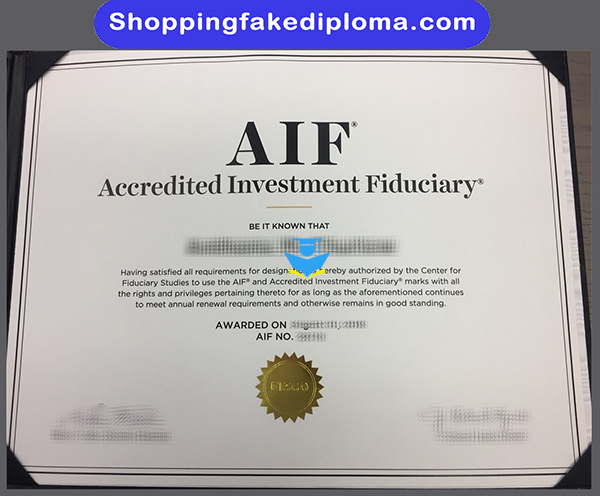 Shoppingfakediploma.com
AIF®
Accredited Investment Fiduciary®
BE IT KNOWN THAT
Having satisfied all requirements for design hereby authorized by the Center for
Fiduciary Studies to use the AIF® and Accredited Investment Fiduciary® marks with all
the rights and privileges pertaining thereto for as long as the aforementioned continues
to meet annual renewal requirements and otherwise remains in good standing.
AWARDED ON
AIF NO.